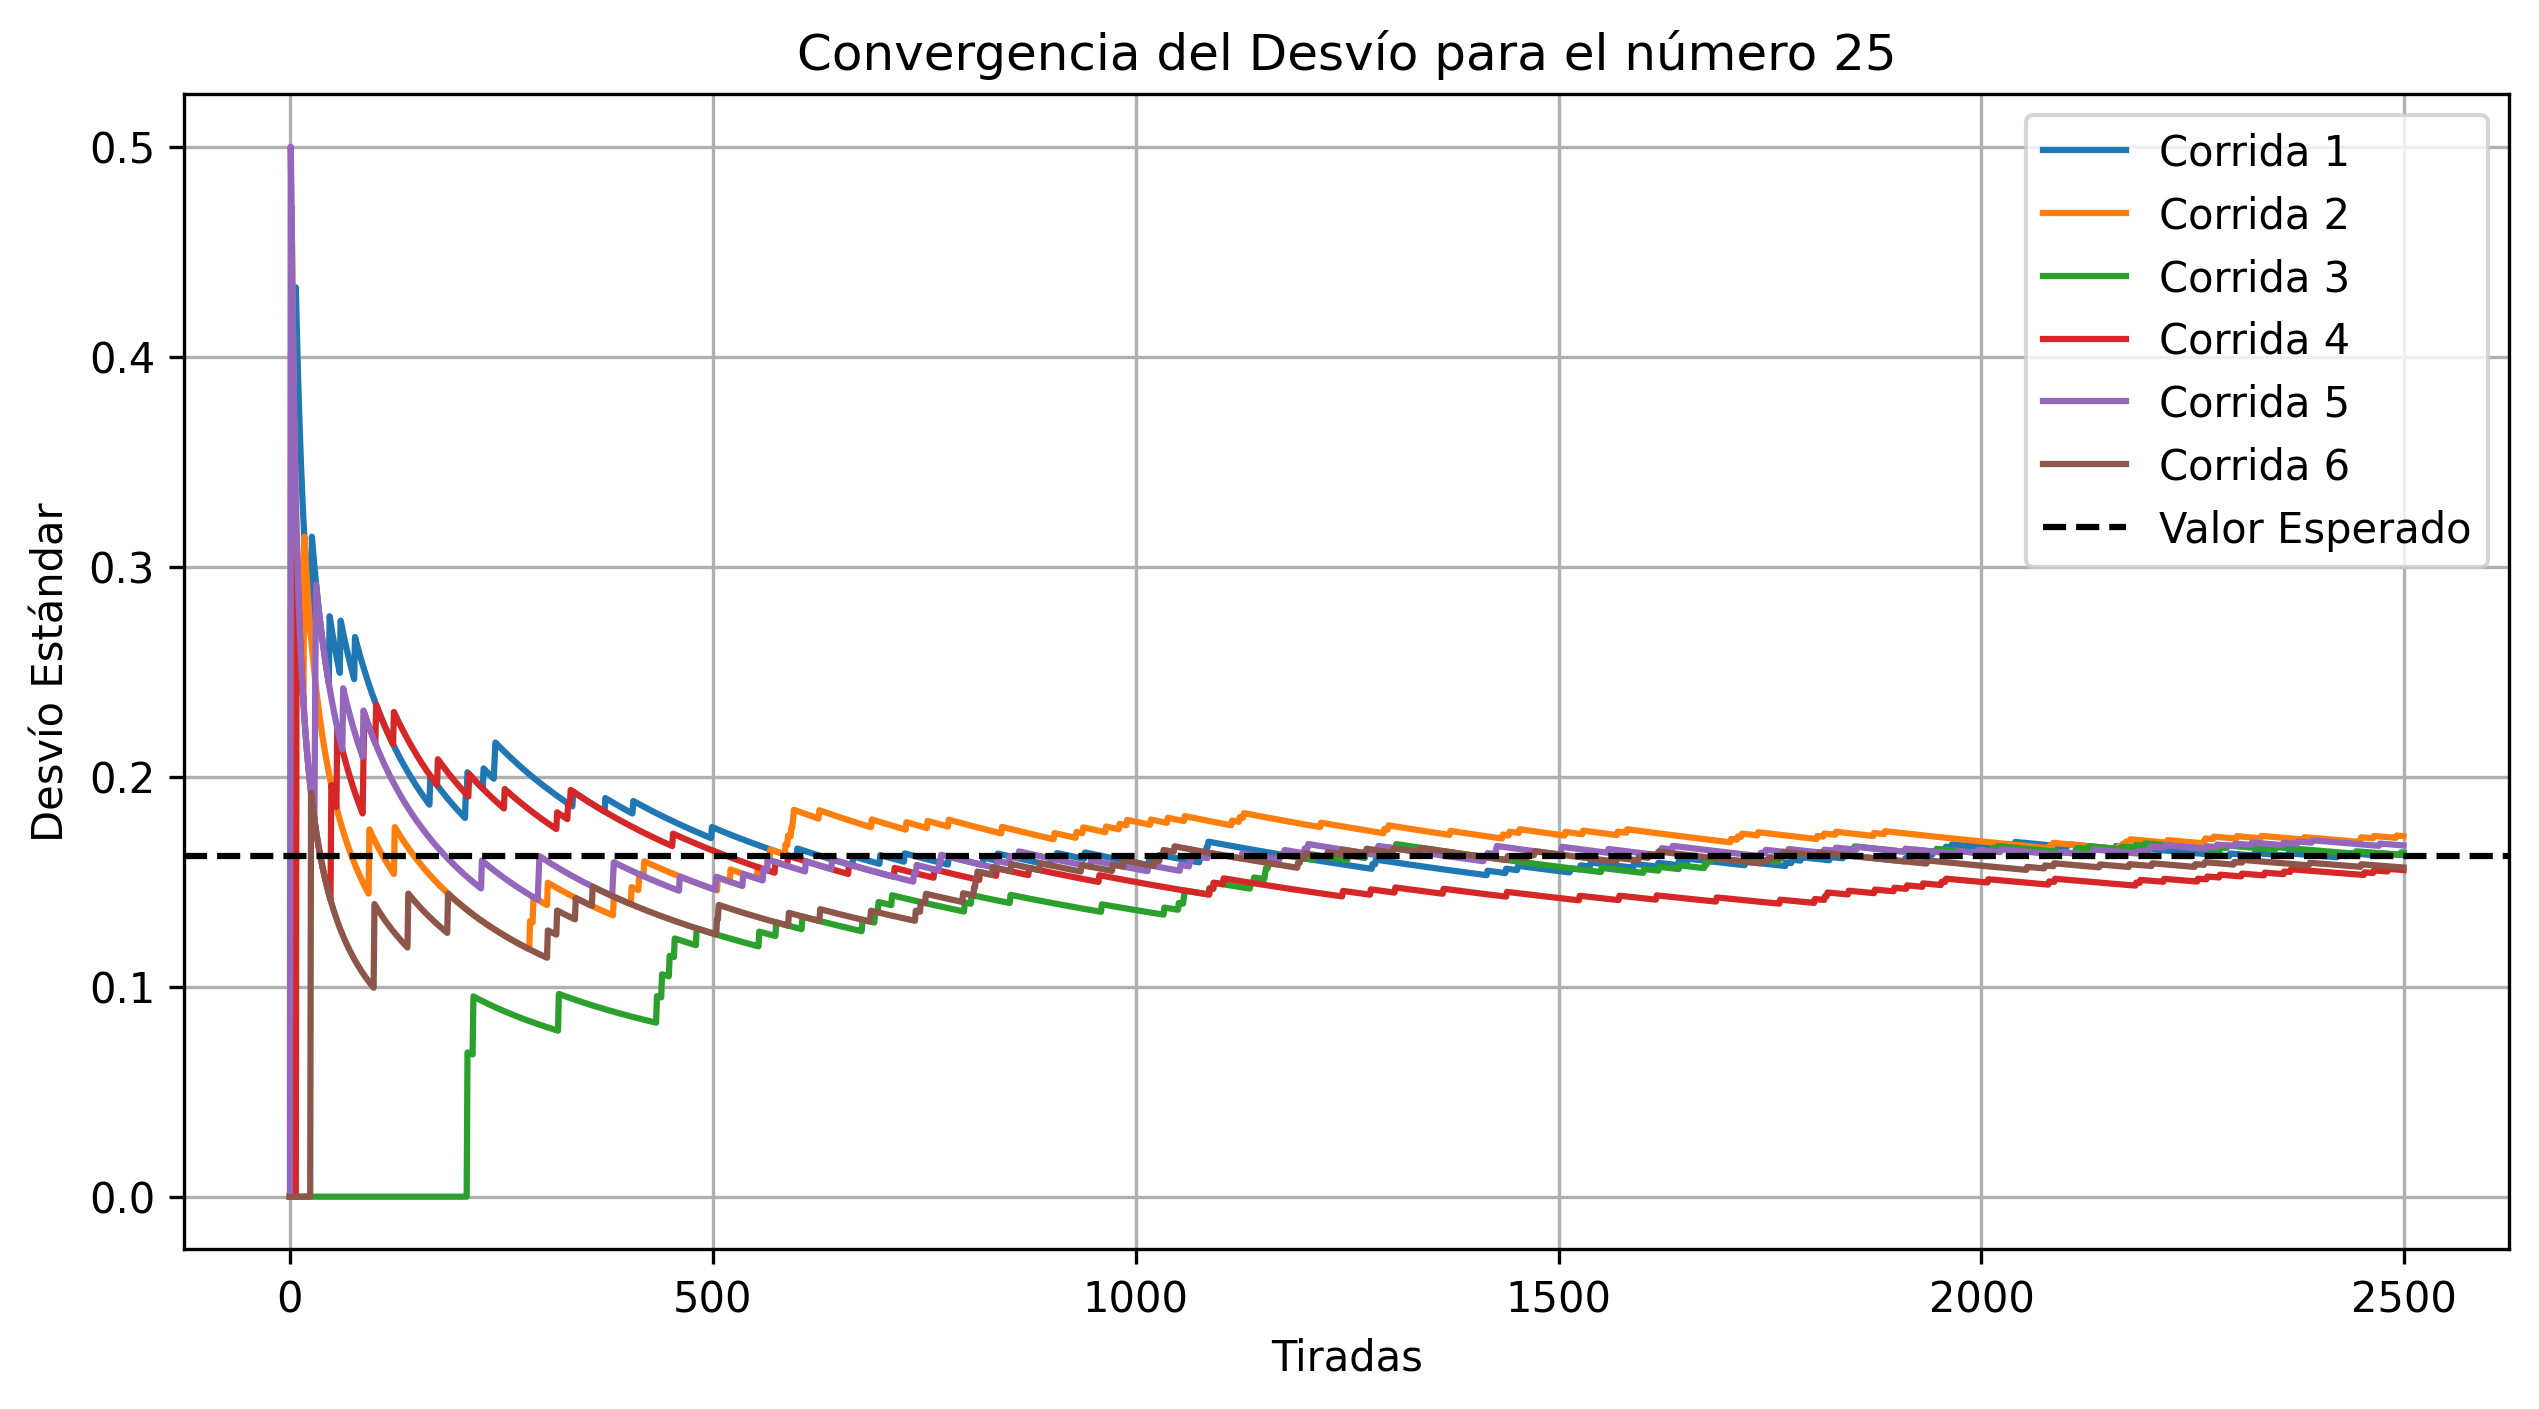 Convergencia del Desvío para el número 25
Desvío Estándar
0.5
0.4
0.3
0.2
0.1
0.0
0
500
1000
1500
2000
2500
Tiradas
Corrida 1
Corrida 2
Corrida 3
Corrida 4
Corrida 5
Corrida 6
Valor Esperado